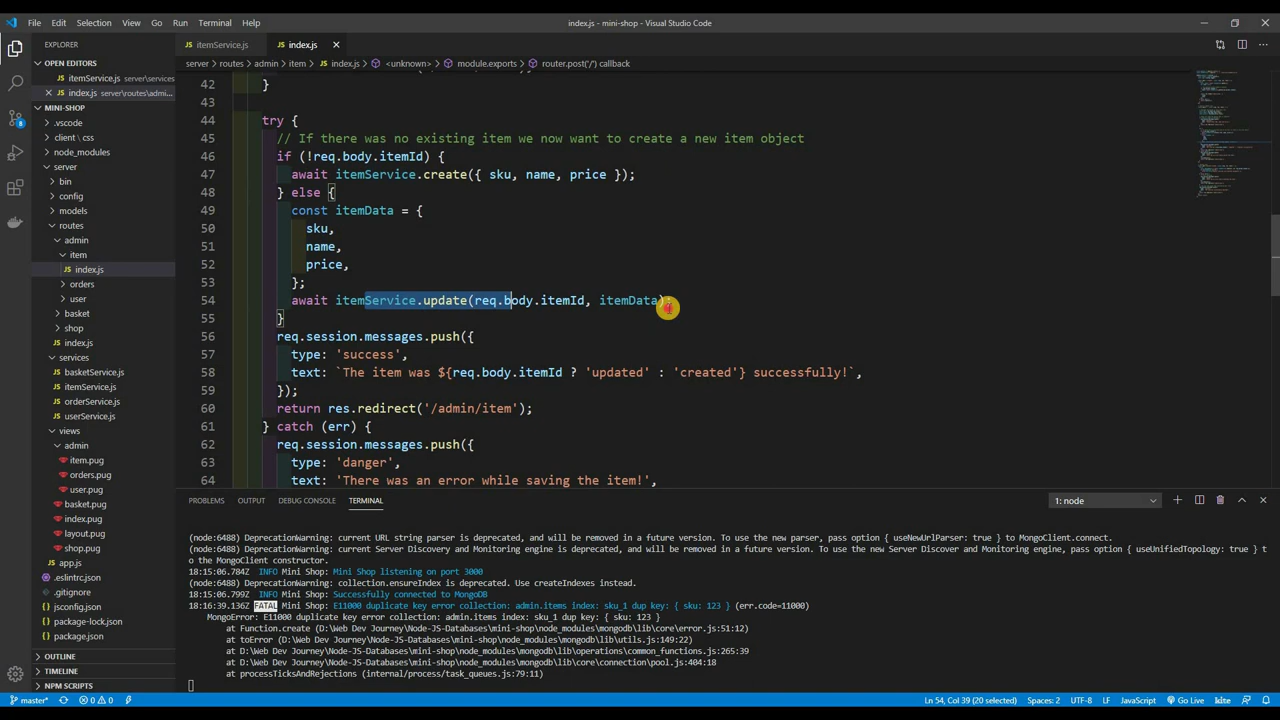 File Edit Selection View Go Run Terminal Help
index.js - mini-shop - Visual Studio Code
EXPLORER
OPEN EDITORS
itemService.js server\services
index.js server\routes\admi...
MINI-SHOP
.vscode
client \ css
node_modules
server
bin
config
models
routes
admin
item
index.js
orders
user
basket
shop
index.js
services
basketService.js
itemService.js
orderService.js
userService.js
views
admin
item.pug
orders.pug
user.pug
basket.pug
index.pug
layout.pug
shop.pug
app.js
.eslintrc.json
.gitignore
jsconfig.json
package-lock.json
package.json
OUTLINE
TIMELINE
NPM SCRIPTS
itemService.js index.js
server > routes > admin > item > index.js > <unknown> > module.exports > router.post('/') callback
42 }
43
44 try {
45 // If there was no existing item we now want to create a new item object
46 if (!req.body.itemId) {
47 await itemService.create({ sku, name, price });
48 } else {
49 const itemData = {
50 sku,
51 name,
52 price,
53 };
54 await itemService.update(req.body.itemId, itemData);
55 }
56 req.session.messages.push({
57 type: 'success',
58 text: `The item was ${req.body.itemId ? 'updated' : 'created'} successfully!`,
59 });
60 return res.redirect('/admin/item');
61 } catch (err) {
62 req.session.messages.push({
63 type: 'danger',
64 text: 'There was an error while saving the item!',
PROBLEMS OUTPUT DEBUG CONSOLE TERMINAL
1: node
(node:6488) DeprecationWarning: current URL string parser is deprecated, and will be removed in a future version. To use the new parser, pass option { useNewUrlParser: true } to MongoClient.connect.
(node:6488) DeprecationWarning: current Server Discovery and Monitoring engine is deprecated, and will be removed in a future version. To use the new Server Discover and Monitoring engine, pass option { useUnifiedTopology: true } t
o the MongoClient constructor.
18:15:06.784Z INFO Mini Shop: Mini Shop listening on port 3000
(node:6488) DeprecationWarning: collection.ensureIndex is deprecated. Use createIndexes instead.
18:15:06.799Z INFO Mini Shop: Successfully connected to MongoDB
18:16:39.136Z FATAL Mini Shop: E11000 duplicate key error collection: admin.items index: sku_1 dup key: { sku: 123 } (err.code=11000)
MongoError: E11000 duplicate key error collection: admin.items index: sku_1 dup key: { sku: 123 }
at Function.create (D:\Web Dev Journey\Node-JS-Databases\mini-shop\node_modules\mongodb\lib\core\error.js:51:12)
at toError (D:\Web Dev Journey\Node-JS-Databases\mini-shop\node_modules\mongodb\lib\utils.js:149:22)
at D:\Web Dev Journey\Node-JS-Databases\mini-shop\node_modules\mongodb\lib\operations\common_functions.js:265:39
at D:\Web Dev Journey\Node-JS-Databases\mini-shop\node_modules\mongodb\lib\core\connection\pool.js:404:18
at processTicksAndRejections (internal/process/task_queues.js:79:11)
master* 0 0 Ln 54, Col 39 (20 selected) Spaces: 2 UTF-8 LF JavaScript Go Live kite